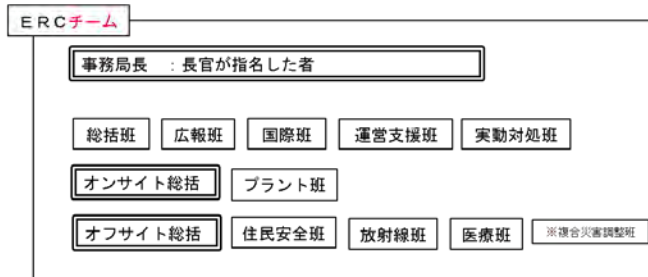 ERCチーム
事務局長 ：長官が指名した者
総括班 広報班 国際班 運営支援班 実動対処班
オンサイト総括 プラント班
オフサイト総括 住民安全班 放射線班 医療班 ※複合災害調整班